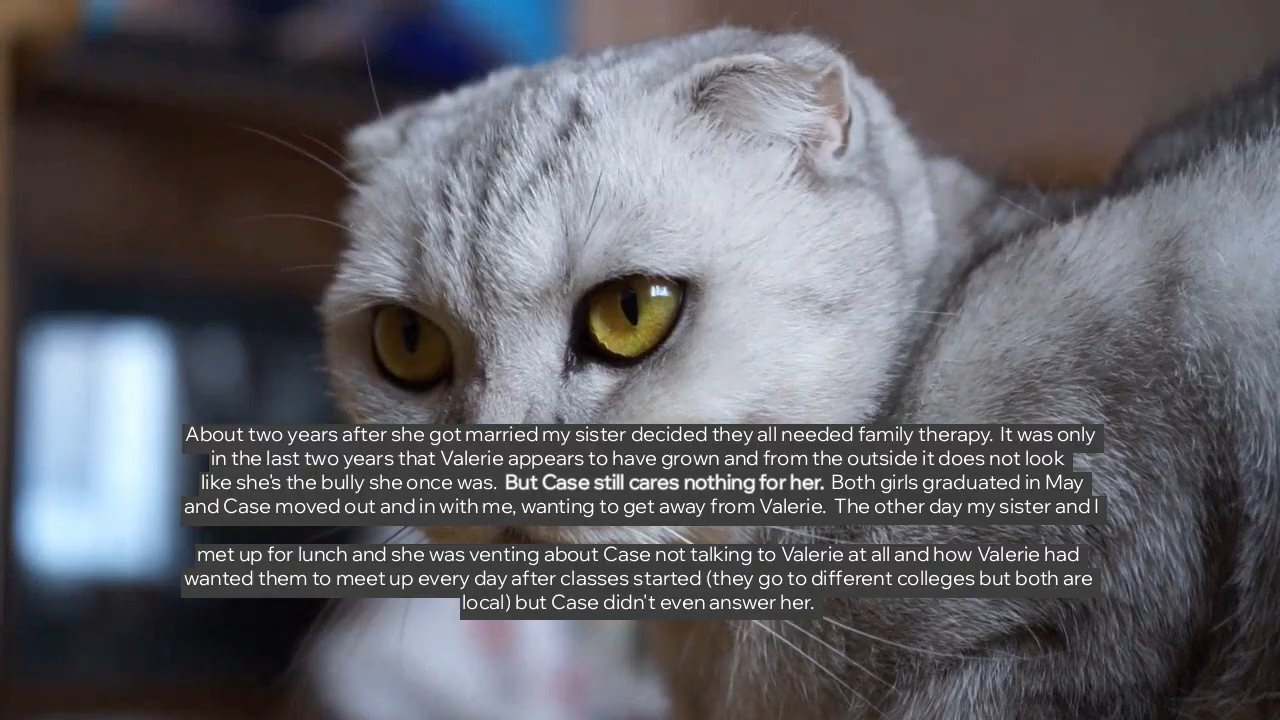 About two years after she got married my sister decided they all needed family therapy. It was only
in the last two years that Valerie appears to have grown and from the outside it does not look
like she's the bully she once was. But Case still cares nothing for her. Both girls graduated in May
and Case moved out and in with me, wanting to get away from Valerie. The other day my sister and I
met up for lunch and she was venting about Case not talking to Valerie at all and how Valerie had
wanted them to meet up every day after classes started (they go to different colleges but both are
local) but Case didn't even answer her.